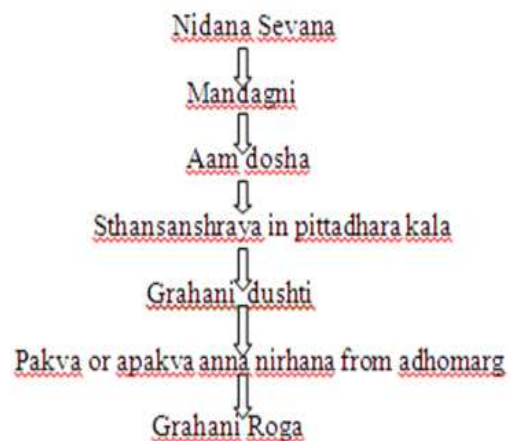 Nidana Sevana
Mandagni
Aam dosha
Sthansanshraya in pittadhara kala
Grahani dushti
Pakva or apakva anna nirhana from adhomarg
Grahani Roga